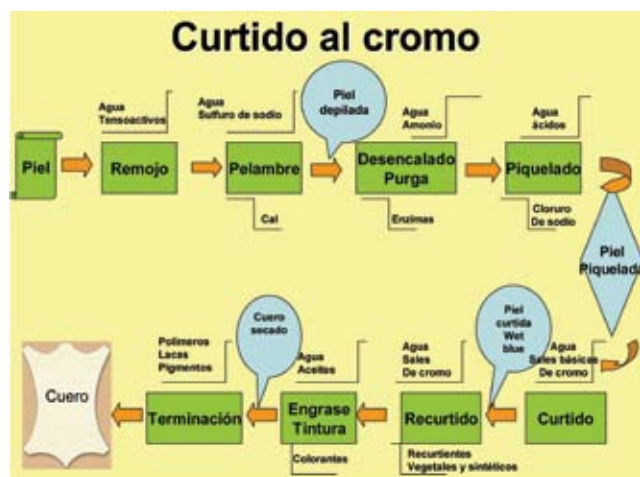 Curtido al cromo
Agua
Tensoactivos
Agua
Sulfuro de sodio
Piel
depilada
Agua
Amonio
Agua
ácidos
Piel
Remojo
Pelambre
Desencalado
Purga
Piquelado
Cal
Enzimas
Cloruro
De sodio
Piel
Piquelada
Polimeros
Lacas
Pigmentos
Cuero
secado
Agua
Aceites
Agua
Sales
De cromo
Piel
curtida
Wet
blue
Agua
Sales básicas
De cromo
Cuero
Terminación
Engrase
Tintura
Recurtido
Curtido
Colorantes
Recurtientes
Vegetales y sintéticos